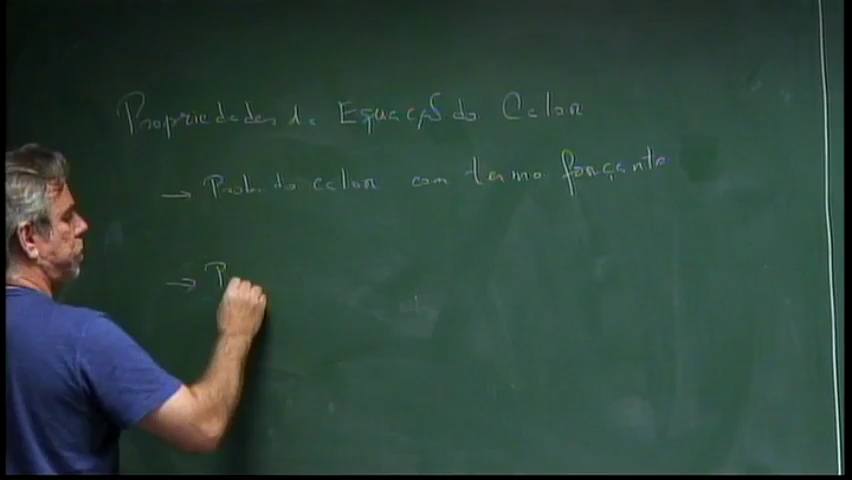 Propriedades da Equação do Calor
→ Prob. do calor com termo forçante
→ P